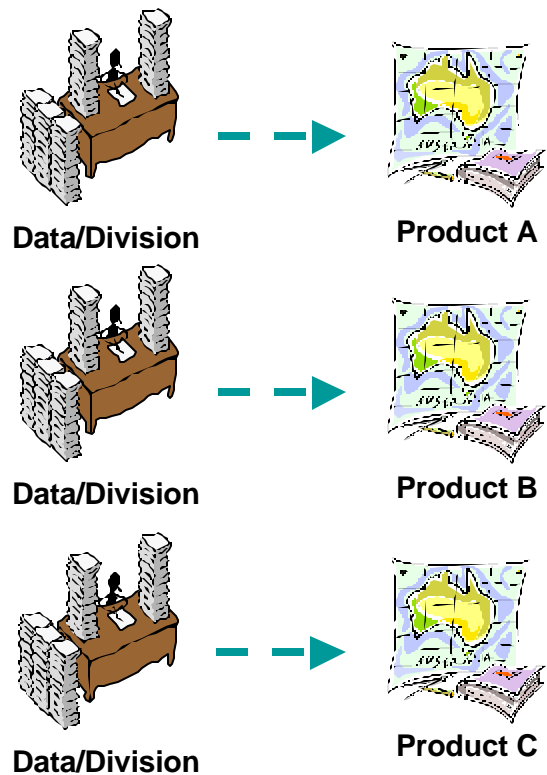 Data/Division
Product A
Data/Division
Product B
Data/Division
Product C